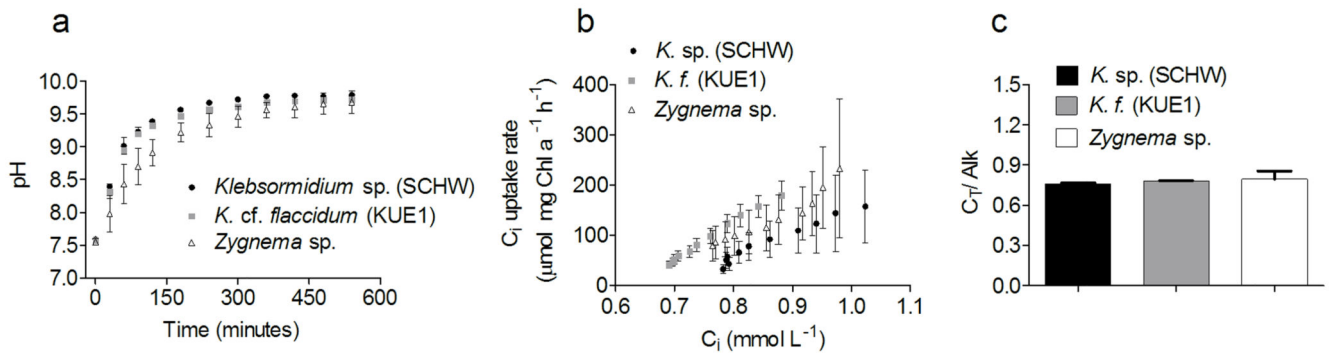 a
pH
10.0
9.5
9.0
8.5
8.0
7.5
7.0
0
150
300
450
600
Time (minutes)
Klebsormidium sp. (SCHW)
K. cf. flaccidum (KUE1)
Zygnema sp.
b
K. sp. (SCHW)
K. f. (KUE1)
Zygnema sp.
Ci uptake rate
(μmol mg Chl a ⁻¹ h⁻¹)
400
300
200
100
0
0.6
0.7
0.8
0.9
1.0
1.1
Ci (mmol L⁻¹)
c
K. sp. (SCHW)
K. f. (KUE1)
Zygnema sp.
CT/ Alk
1.5
1.2
0.9
0.6
0.3
0.0